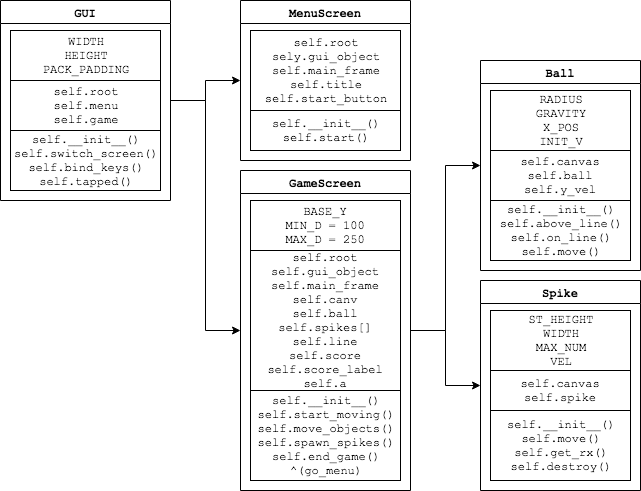 GUI
WIDTH
HEIGHT
PACK_PADDING
self.root
self.menu
self.game
self.__init__()
self.switch_screen()
self.bind_keys()
self.tapped()
MenuScreen
self.root
sely.gui_object
self.main_frame
self.title
self.start_button
self.__init__()
self.start()
GameScreen
BASE_Y
MIN_D = 100
MAX_D = 250
self.root
self.gui_object
self.main_frame
self.canv
self.ball
self.spikes[]
self.line
self.score
self.score_label
self.a
self.__init__()
self.start_moving()
self.move_objects()
self.spawn_spikes()
self.end_game()
^(go_menu)
Ball
RADIUS
GRAVITY
X_POS
INIT_V
self.canvas
self.ball
self.y_vel
self.__init__()
self.above_line()
self.on_line()
self.move()
Spike
ST_HEIGHT
WIDTH
MAX_NUM
VEL
self.canvas
self.spike
self.__init__()
self.move()
self.get_rx()
self.destroy()